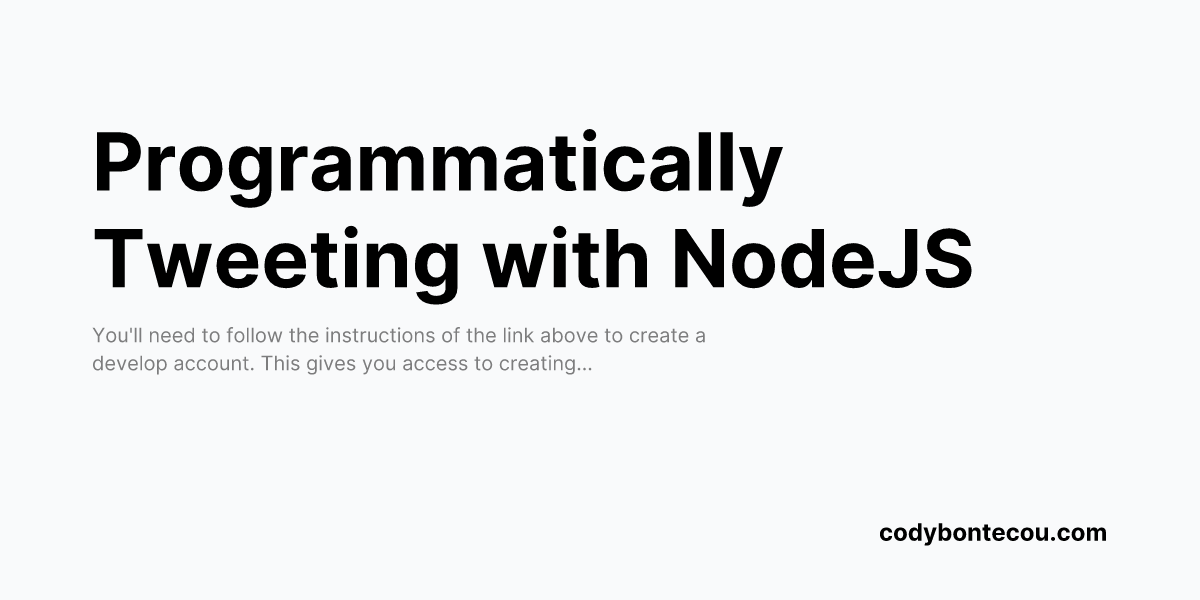 Programmatically
Tweeting with NodeJS
You'll need to follow the instructions of the link above to create a
develop account. This gives you access to creating...
codybontecou.com